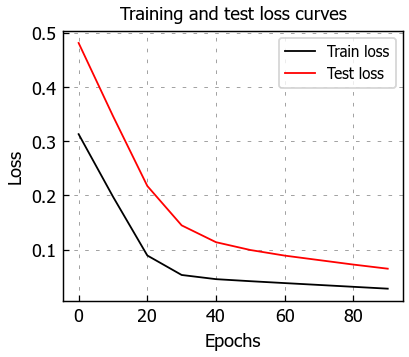 Training and test loss curves
Train loss
Test loss
Loss
0.5
0.4
0.3
0.2
0.1
0 20 40 60 80
Epochs